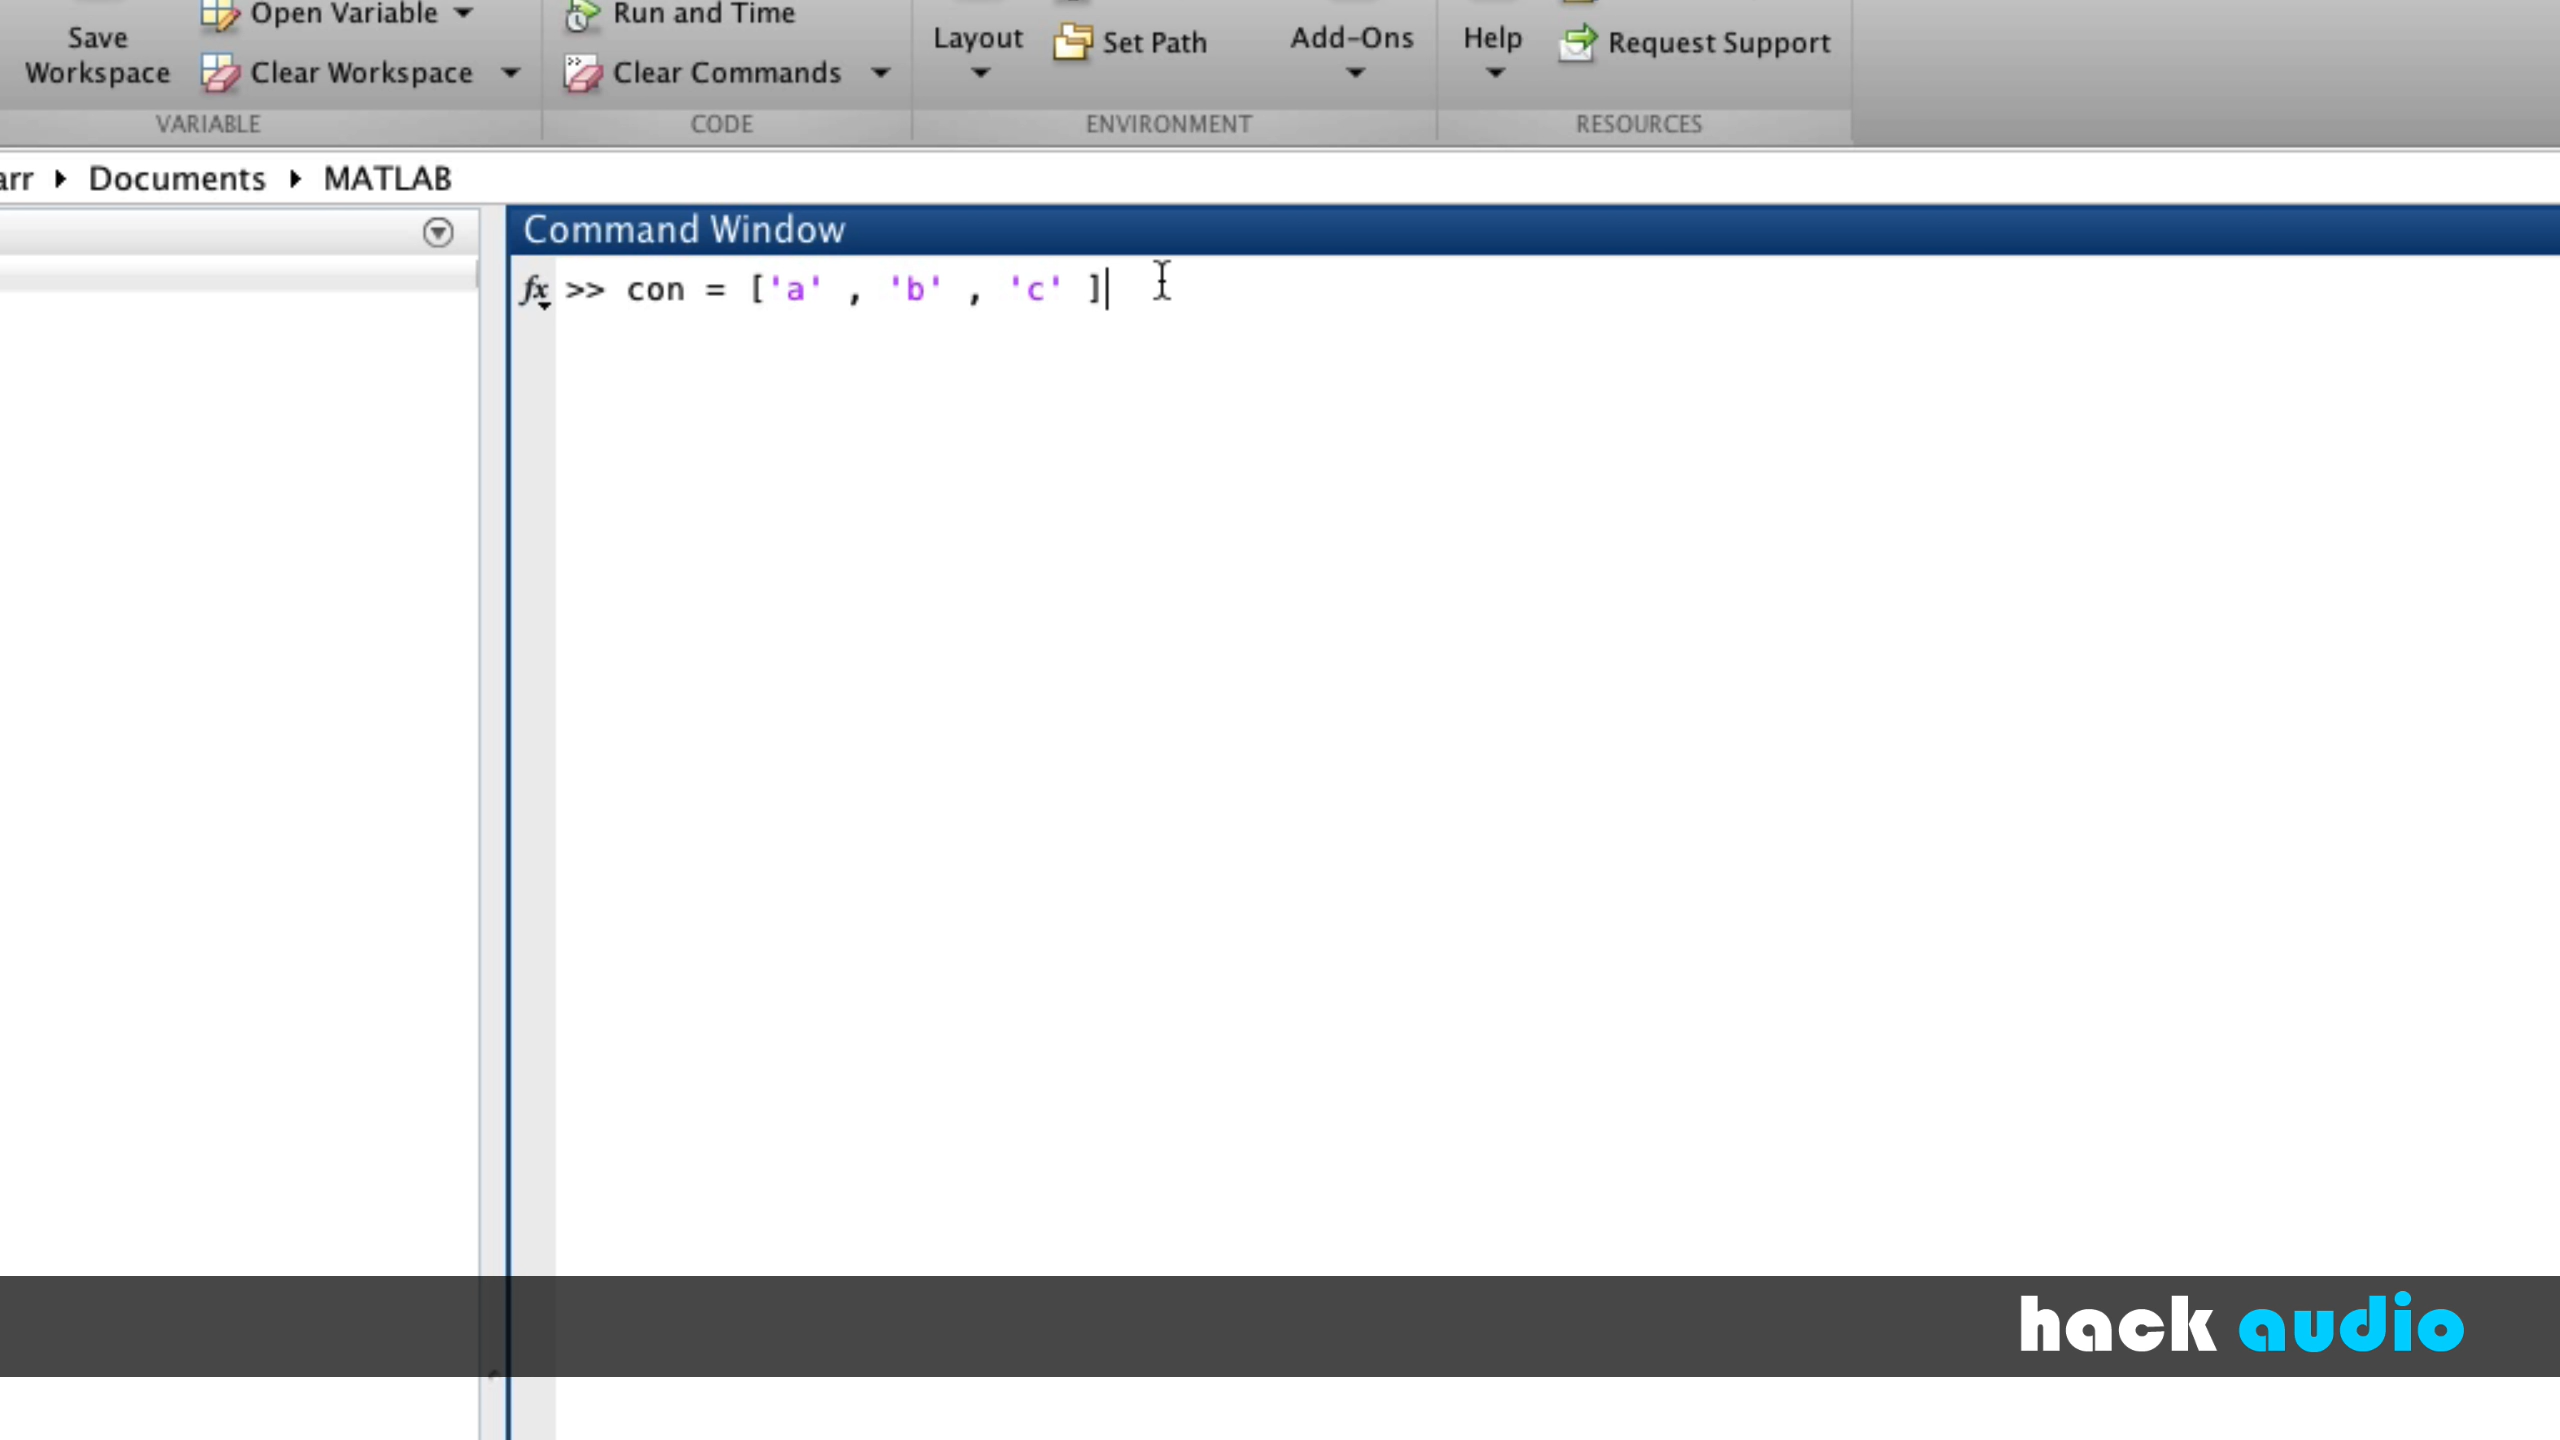 Open Variable
Run and Time
Save Workspace
Clear Workspace
Clear Commands
Layout
Set Path
Add-Ons
Help
Request Support
VARIABLE
CODE
ENVIRONMENT
RESOURCES
arr ▸ Documents ▸ MATLAB
Command Window
fx >> con = ['a' , 'b' , 'c' ]
hack audio